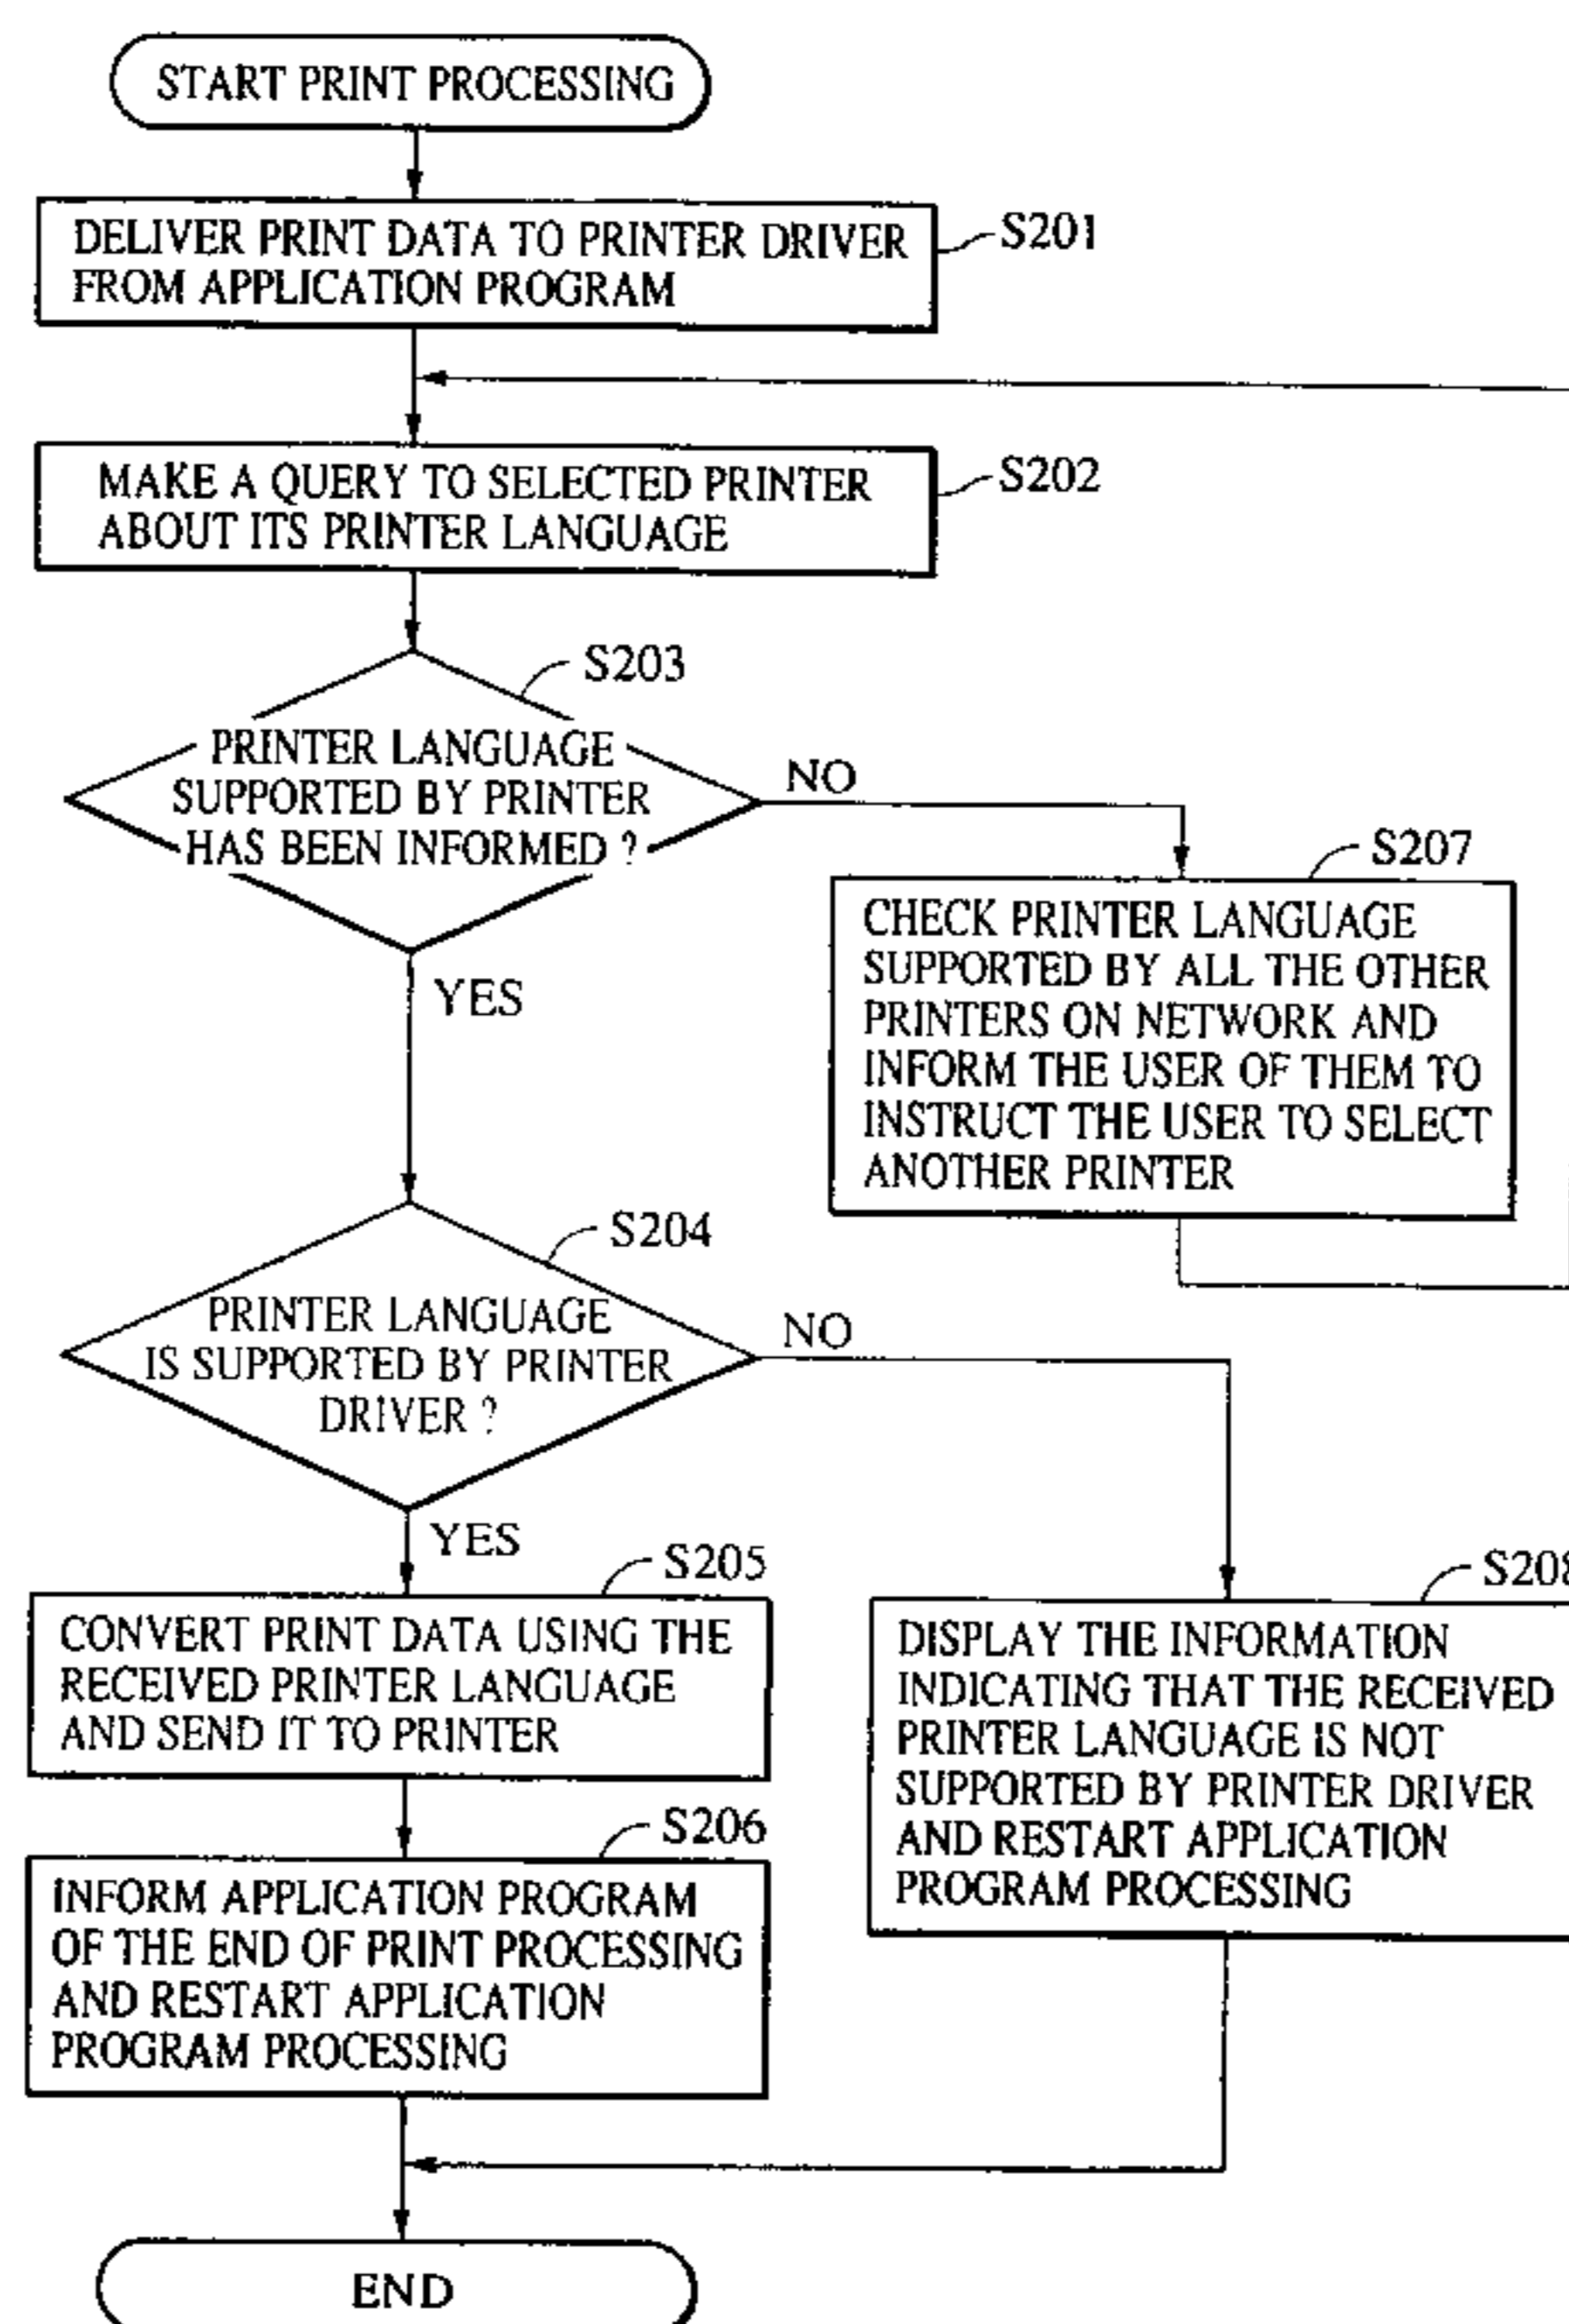 START PRINT PROCESSING
DELIVER PRINT DATA TO PRINTER DRIVER
FROM APPLICATION PROGRAM
S201
MAKE A QUERY TO SELECTED PRINTER
ABOUT ITS PRINTER LANGUAGE
S202
S203
PRINTER LANGUAGE
SUPPORTED BY PRINTER
HAS BEEN INFORMED ?
NO
YES
S207
CHECK PRINTER LANGUAGE
SUPPORTED BY ALL THE OTHER
PRINTERS ON NETWORK AND
INFORM THE USER OF THEM TO
INSTRUCT THE USER TO SELECT
ANOTHER PRINTER
S204
PRINTER LANGUAGE
IS SUPPORTED BY PRINTER
DRIVER ?
NO
YES
S205
CONVERT PRINT DATA USING THE
RECEIVED PRINTER LANGUAGE
AND SEND IT TO PRINTER
S208
DISPLAY THE INFORMATION
INDICATING THAT THE RECEIVED
PRINTER LANGUAGE IS NOT
SUPPORTED BY PRINTER DRIVER
AND RESTART APPLICATION
PROGRAM PROCESSING
S206
INFORM APPLICATION PROGRAM
OF THE END OF PRINT PROCESSING
AND RESTART APPLICATION
PROGRAM PROCESSING
END